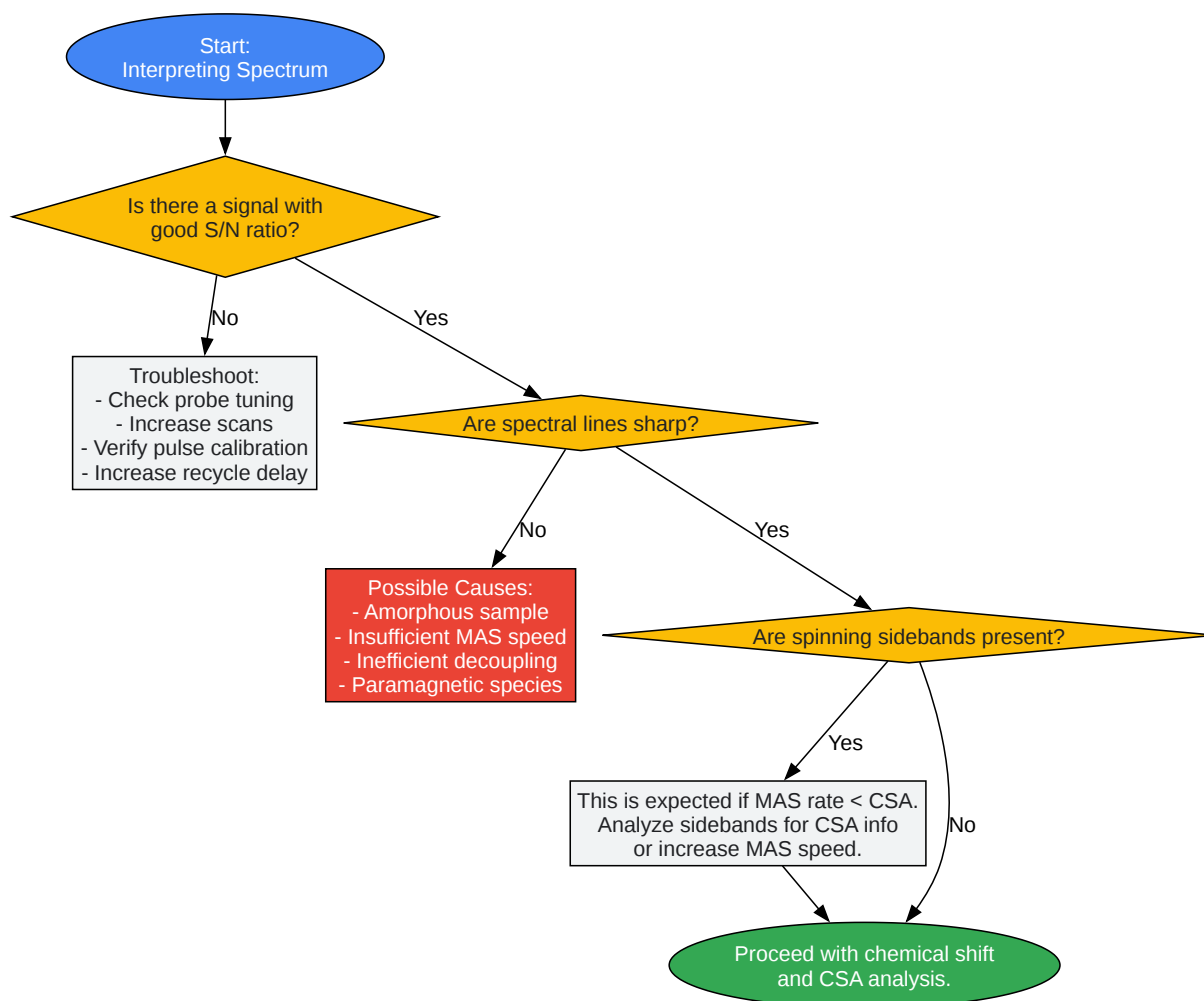 Start:
Interpreting Spectrum
Is there a signal with
good S/N ratio?
No
Yes
Troubleshoot:
- Check probe tuning
- Increase scans
- Verify pulse calibration
- Increase recycle delay
Are spectral lines sharp?
No
Yes
Possible Causes:
- Amorphous sample
- Insufficient MAS speed
- Inefficient decoupling
- Paramagnetic species
Are spinning sidebands present?
Yes
No
This is expected if MAS rate < CSA.
Analyze sidebands for CSA info
or increase MAS speed.
Proceed with chemical shift
and CSA analysis.